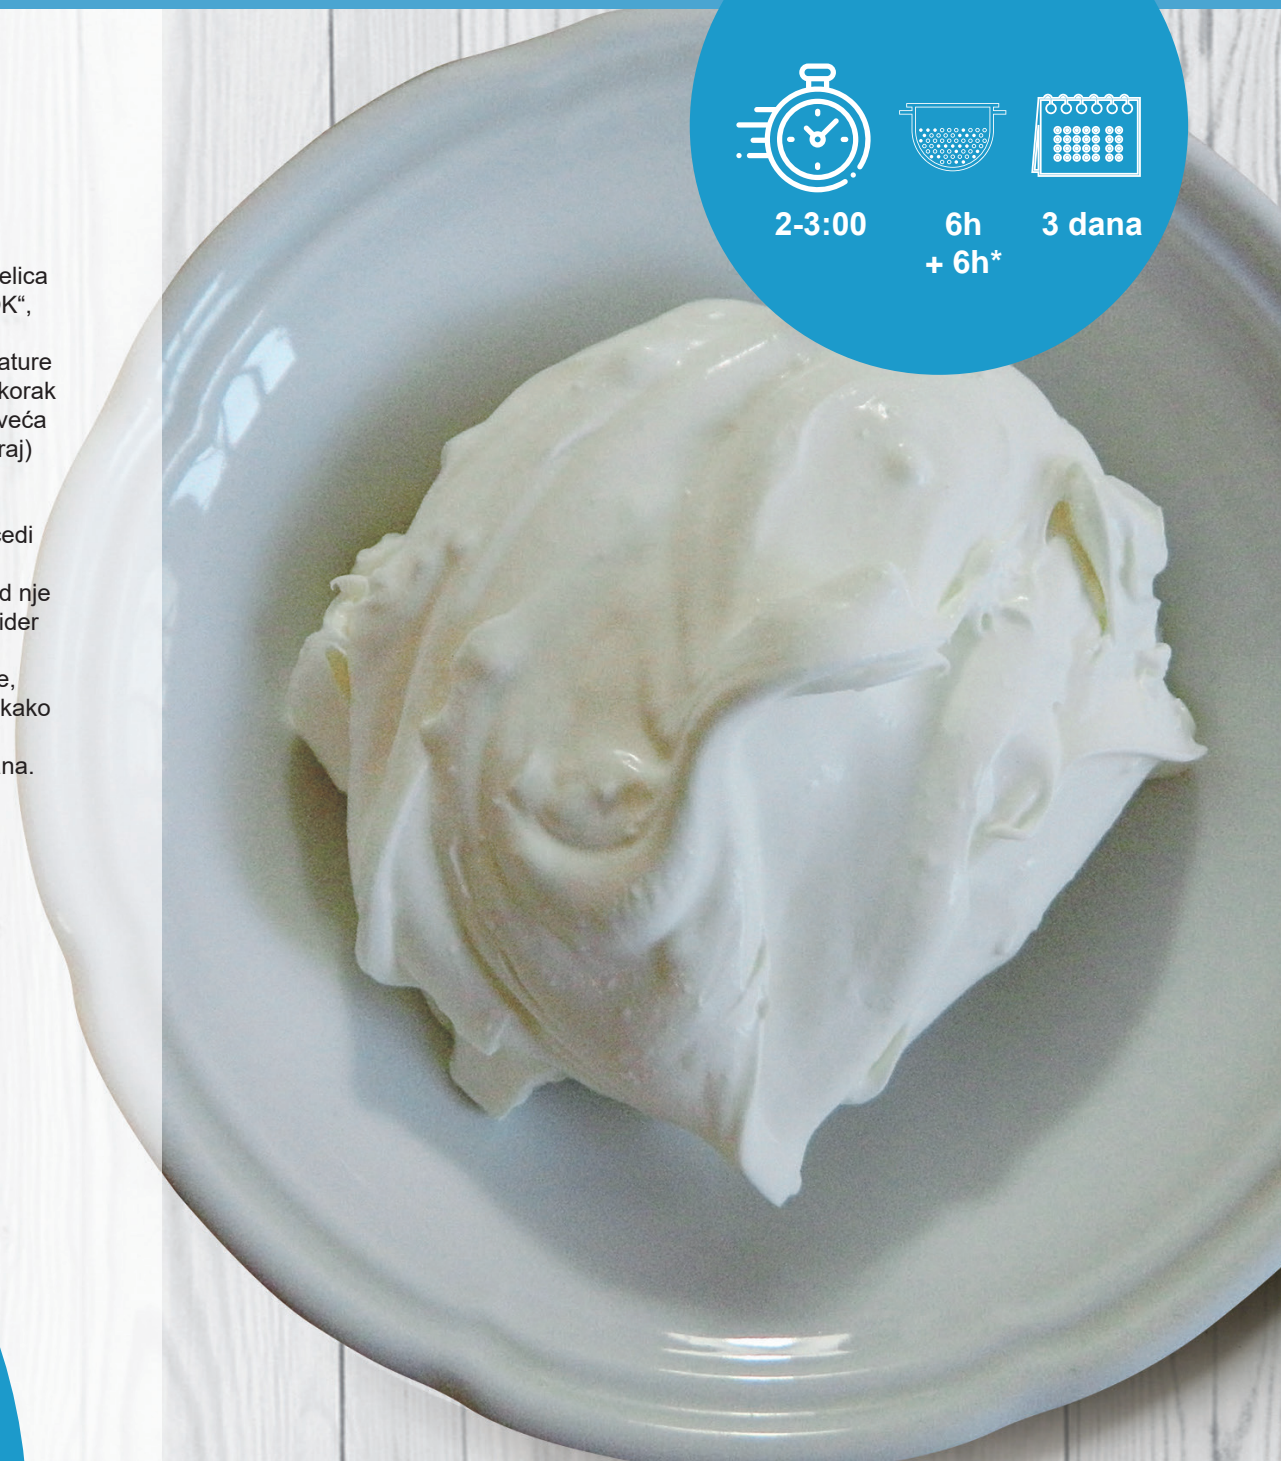 2-3:00
6h
+ 6h*
3 dana
elica
K“,
ature
korak
veća
raj)
edi
d nje
ider
e,
kako
na.